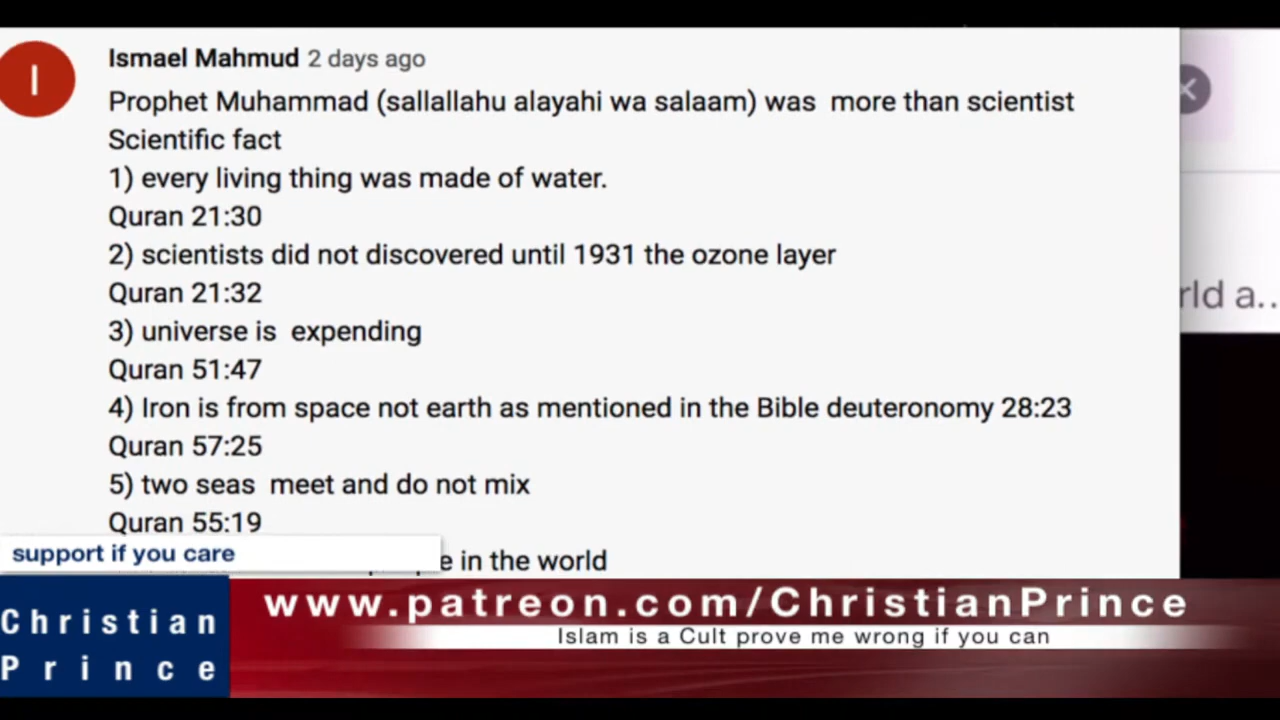 I
Ismael Mahmud 2 days ago
Prophet Muhammad (sallallahu alayahi wa salaam) was more than scientist
Scientific fact
1) every living thing was made of water.
Quran 21:30
2) scientists did not discovered until 1931 the ozone layer
Quran 21:32
3) universe is expending
Quran 51:47
4) Iron is from space not earth as mentioned in the Bible deuteronomy 28:23
Quran 57:25
5) two seas meet and do not mix
Quran 55:19
in the world
rld a...
support if you care
Christian
Prince
www.patreon.com/ChristianPrince
Islam is a Cult prove me wrong if you can